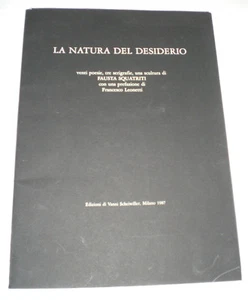 LA NATURA DEL DESIDERIO
venti poesie, tre serigrafie, una scultura di
FAUSTA SQUATRITI
con una prefazione di
Francesco Leonetti
Edizioni di Vanni Scheiwiller, Milano 1987